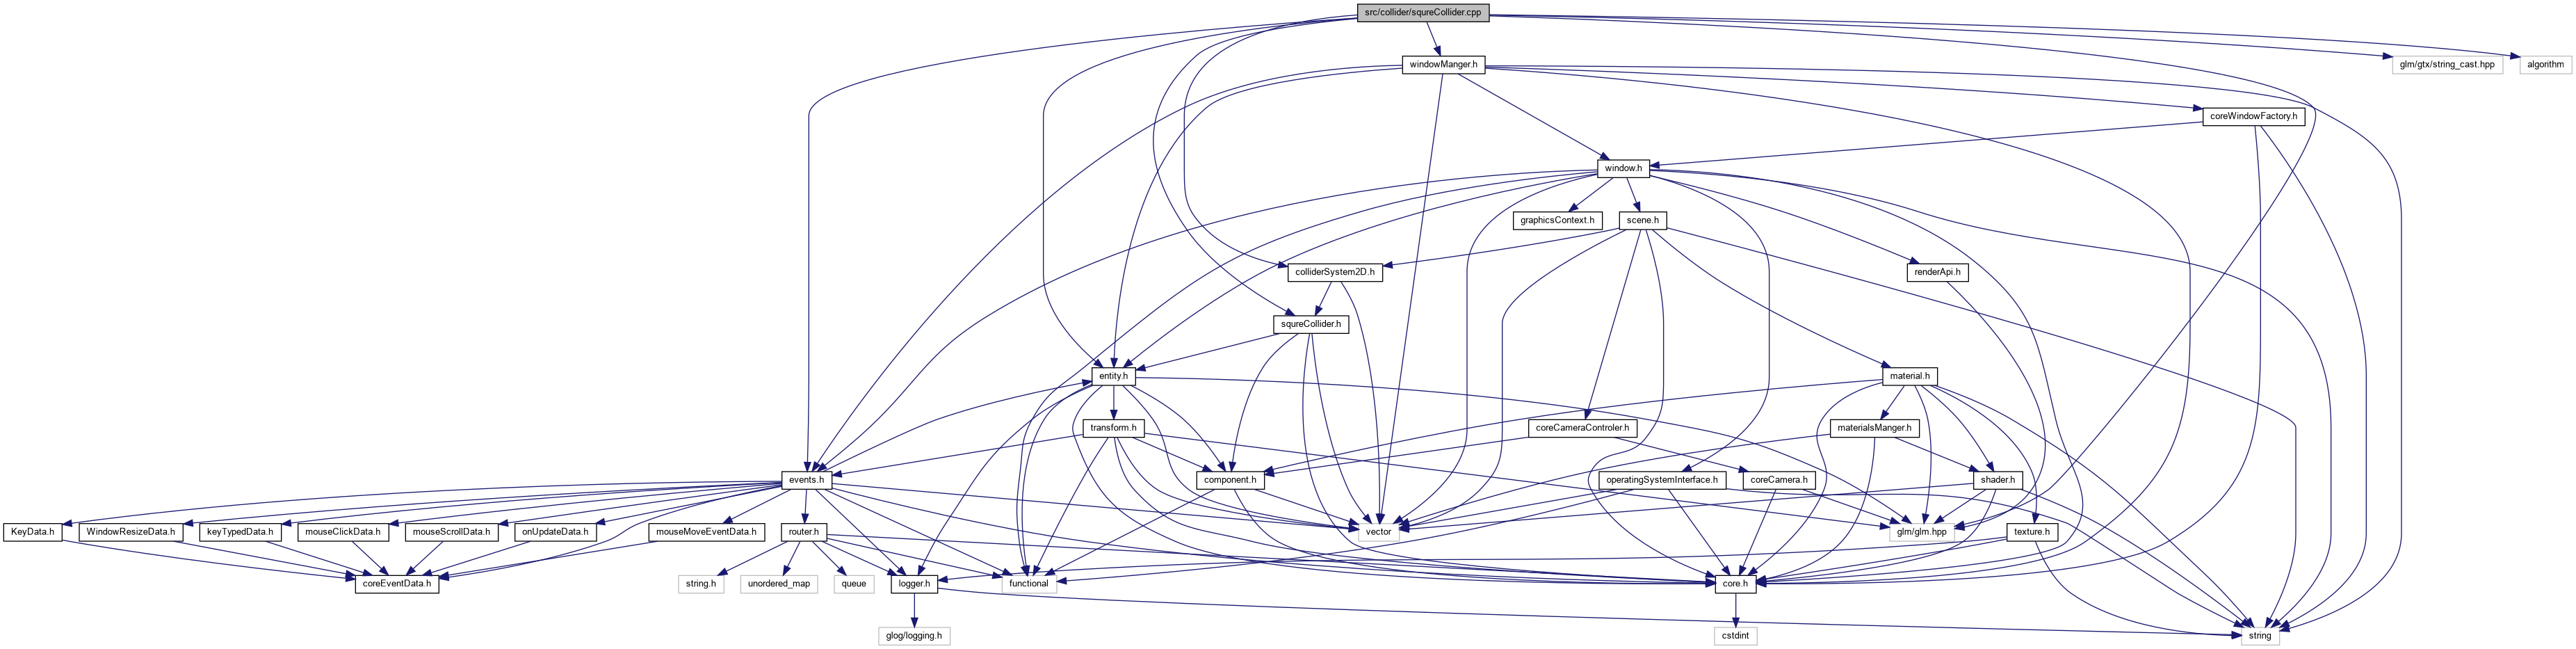 src/collider/squreCollider.cpp
windowManger.h
glm/gtx/string_cast.hpp
algorithm
coreWindowFactory.h
window.h
graphicsContext.h
scene.h
colliderSystem2D.h
renderApi.h
squreCollider.h
entity.h
material.h
transform.h
coreCameraControler.h
materialsManger.h
events.h
component.h
operatingSystemInterface.h
coreCamera.h
shader.h
KeyData.h
WindowResizeData.h
keyTypedData.h
mouseClickData.h
mouseScrollData.h
onUpdateData.h
mouseMoveEventData.h
router.h
vector
glm/glm.hpp
texture.h
coreEventData.h
string.h
unordered_map
queue
logger.h
functional
core.h
glog/logging.h
cstdint
string